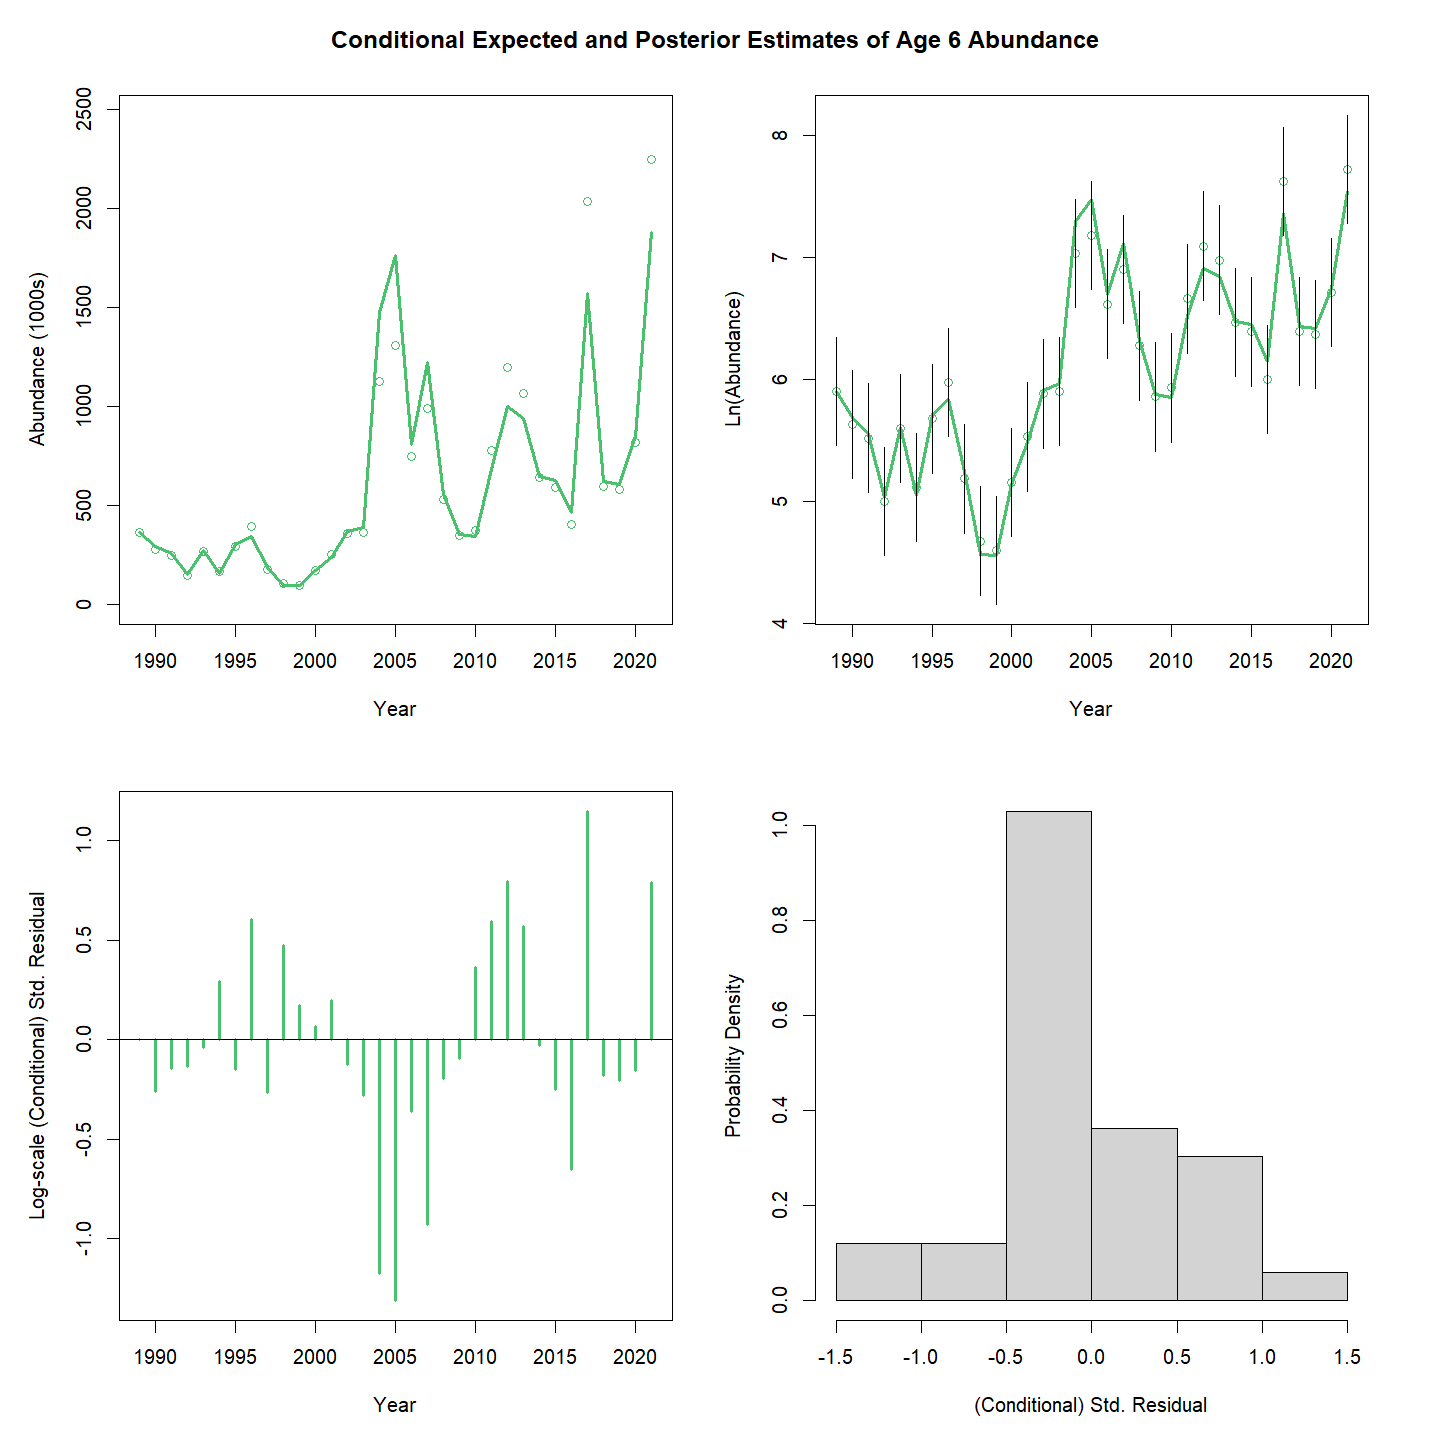 Conditional Expected and Posterior Estimates of Age 6 Abundance
Abundance (1000s)
2500
2000
1500
1000
500
0
1990 1995 2000 2005 2010 2015 2020
Year
Ln(Abundance)
8
7
6
5
4
1990 1995 2000 2005 2010 2015 2020
Year
Log-scale (Conditional) Std. Residual
1.0
0.5
0.0
-0.5
-1.0
1990 1995 2000 2005 2010 2015 2020
Year
Probability Density
1.0
0.8
0.6
0.4
0.2
0.0
-1.5 -1.0 -0.5 0.0 0.5 1.0 1.5
(Conditional) Std. Residual